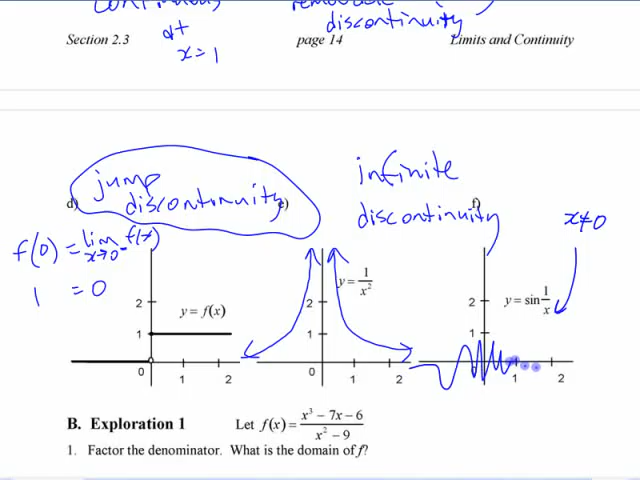 continuous
at
x=1
removable
discontinuity
Section 2.3 page 14 Limits and Continuity
jump
discontinuity
infinite
discontinuity
d) e) f)
x≠0
f(0) = lim f(x)
x→0⁻
1 = 0
y = f(x)
y = 1/x²
y = sin 1/x
2 2 2
1 1 1
0 1 2 0 1 2 0 1 2
B. Exploration 1 Let f(x) = (x³ − 7x − 6)/(x² − 9)
1. Factor the denominator. What is the domain of f?